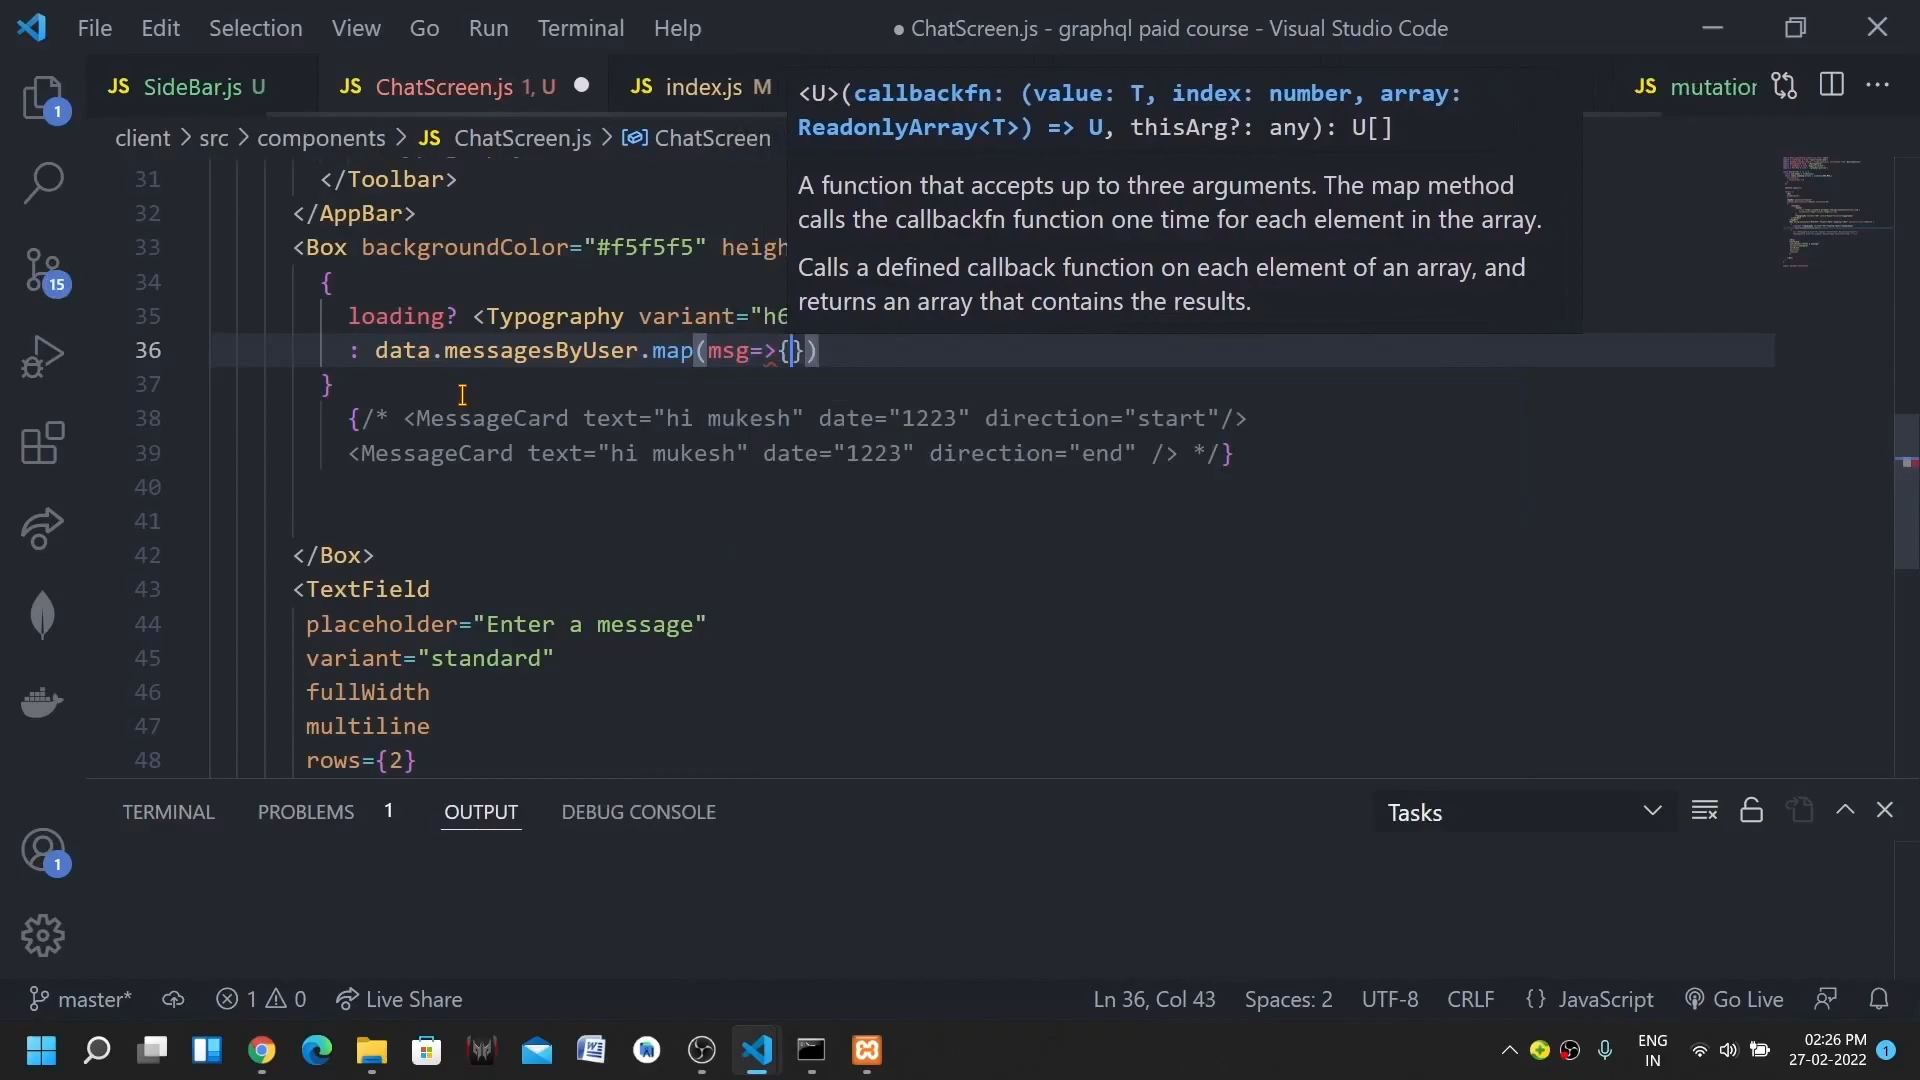 File Edit Selection View Go Run Terminal Help ● ChatScreen.js - graphql paid course - Visual Studio Code
JS SideBar.js U JS ChatScreen.js 1, U ● JS index.js M JS mutation
client > src > components > JS ChatScreen.js > ChatScreen
<U>(callbackfn: (value: T, index: number, array:
ReadonlyArray<T>) => U, thisArg?: any): U[]
A function that accepts up to three arguments. The map method
calls the callbackfn function one time for each element in the array.
Calls a defined callback function on each element of an array, and
returns an array that contains the results.
31 </Toolbar>
32 </AppBar>
33 <Box backgroundColor="#f5f5f5" heigh
34 {
35 loading? <Typography variant="h6
36 : data.messagesByUser.map(msg=>{})
37 }
38 {/* <MessageCard text="hi mukesh" date="1223" direction="start"/>
39 <MessageCard text="hi mukesh" date="1223" direction="end" /> */}
40
41
42 </Box>
43 <TextField
44 placeholder="Enter a message"
45 variant="standard"
46 fullWidth
47 multiline
48 rows={2}
TERMINAL PROBLEMS 1 OUTPUT DEBUG CONSOLE Tasks
master* 1 0 Live Share Ln 36, Col 43 Spaces: 2 UTF-8 CRLF {} JavaScript Go Live
ENG
IN
02:26 PM
27-02-2022
1
1
15
1